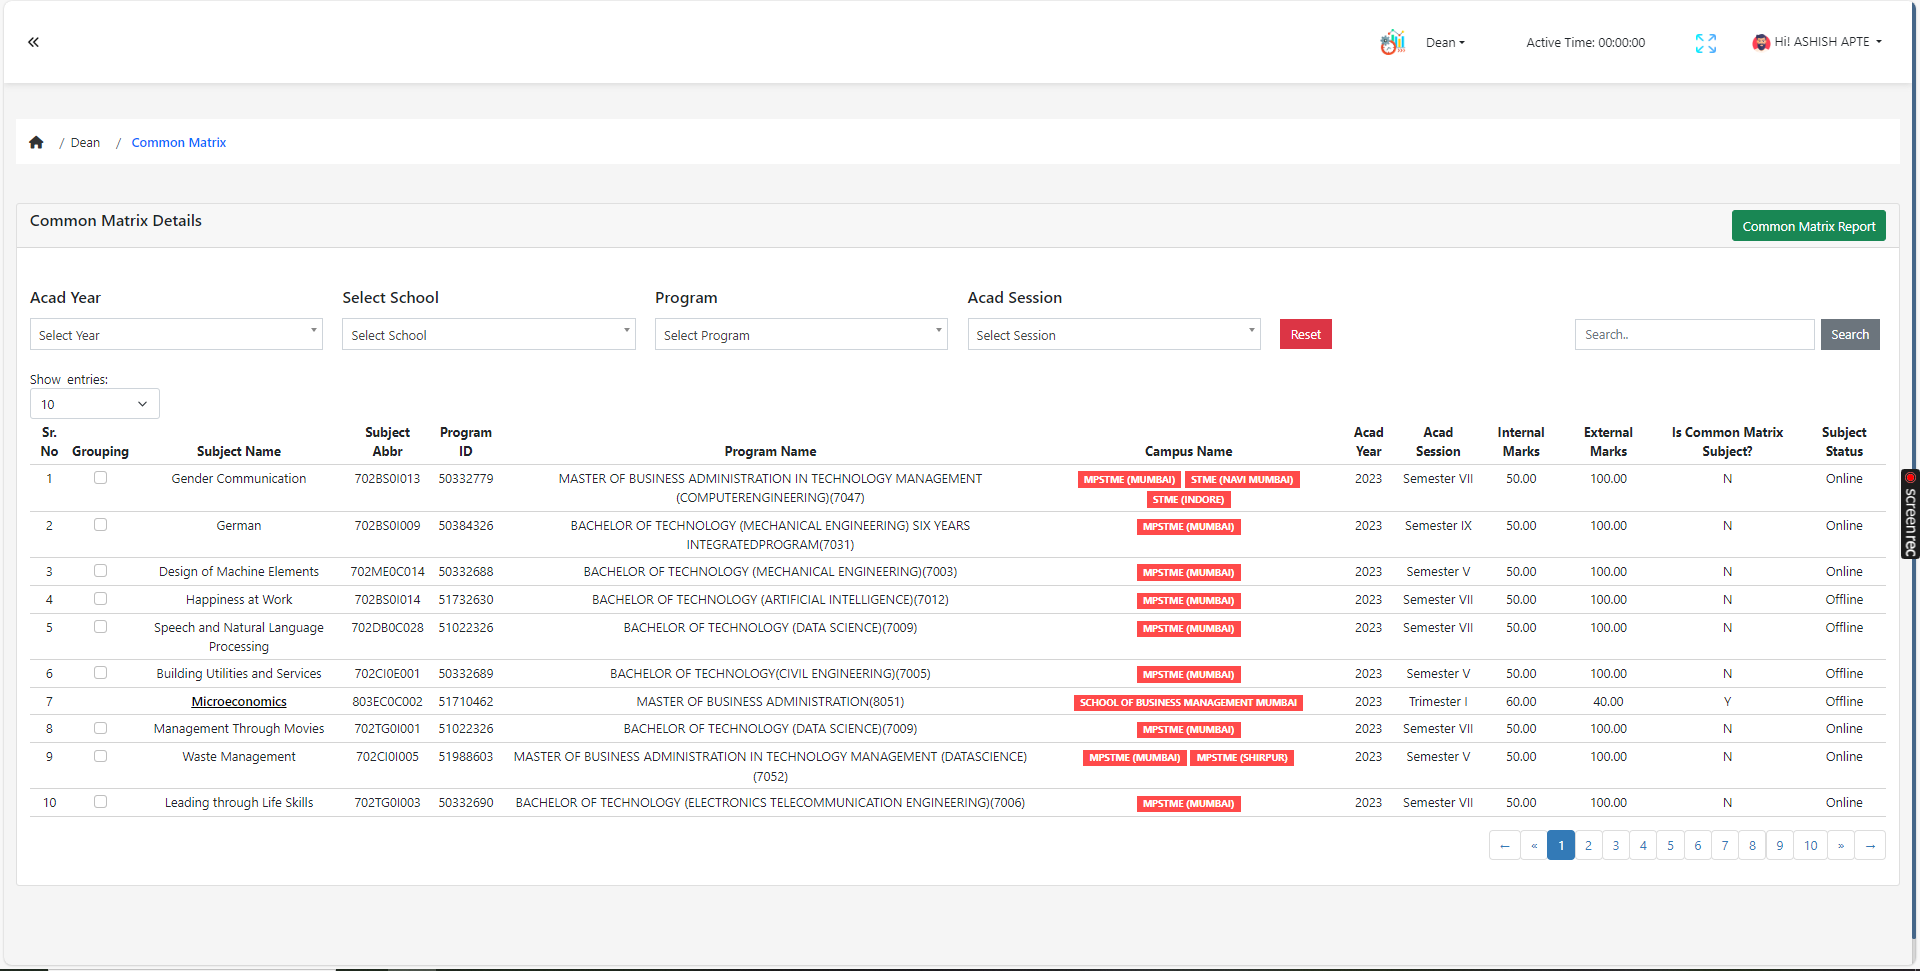 «
Dean
Active Time: 00:00:00
Hi! ASHISH APTE
/ Dean / Common Matrix
Common Matrix Details
Common Matrix Report
Acad Year Select School Program Acad Session
Select Year Select School Select Program Select Session Reset Search.. Search
Show entries:
10
Sr. No Grouping Subject Name Subject Abbr Program ID Program Name Campus Name Acad Year Acad Session Internal Marks External Marks Is Common Matrix Subject? Subject Status
1 Gender Communication 702BS0I013 50332779 MASTER OF BUSINESS ADMINISTRATION IN TECHNOLOGY MANAGEMENT (COMPUTERENGINEERING)(7047) MPSTME (MUMBAI) STME (NAVI MUMBAI) STME (INDORE) 2023 Semester VII 50.00 100.00 N Online
2 German 702BS0I009 50384326 BACHELOR OF TECHNOLOGY (MECHANICAL ENGINEERING) SIX YEARS INTEGRATEDPROGRAM(7031) MPSTME (MUMBAI) 2023 Semester IX 50.00 100.00 N Online
3 Design of Machine Elements 702ME0C014 50332688 BACHELOR OF TECHNOLOGY (MECHANICAL ENGINEERING)(7003) MPSTME (MUMBAI) 2023 Semester V 50.00 100.00 N Online
4 Happiness at Work 702BS0I014 51732630 BACHELOR OF TECHNOLOGY (ARTIFICIAL INTELLIGENCE)(7012) MPSTME (MUMBAI) 2023 Semester VII 50.00 100.00 N Offline
5 Speech and Natural Language Processing 702DB0C028 51022326 BACHELOR OF TECHNOLOGY (DATA SCIENCE)(7009) MPSTME (MUMBAI) 2023 Semester VII 50.00 100.00 N Offline
6 Building Utilities and Services 702CI0E001 50332689 BACHELOR OF TECHNOLOGY(CIVIL ENGINEERING)(7005) MPSTME (MUMBAI) 2023 Semester V 50.00 100.00 N Offline
7 Microeconomics 803EC0C002 51710462 MASTER OF BUSINESS ADMINISTRATION(8051) SCHOOL OF BUSINESS MANAGEMENT MUMBAI 2023 Trimester I 60.00 40.00 Y Offline
8 Management Through Movies 702TG0I001 51022326 BACHELOR OF TECHNOLOGY (DATA SCIENCE)(7009) MPSTME (MUMBAI) 2023 Semester VII 50.00 100.00 N Online
9 Waste Management 702CI0I005 51988603 MASTER OF BUSINESS ADMINISTRATION IN TECHNOLOGY MANAGEMENT (DATASCIENCE)(7052) MPSTME (MUMBAI) MPSTME (SHIRPUR) 2023 Semester V 50.00 100.00 N Online
10 Leading through Life Skills 702TG0I003 50332690 BACHELOR OF TECHNOLOGY (ELECTRONICS TELECOMMUNICATION ENGINEERING)(7006) MPSTME (MUMBAI) 2023 Semester VII 50.00 100.00 N Online
← « 1 2 3 4 5 6 7 8 9 10 » →
screenrec